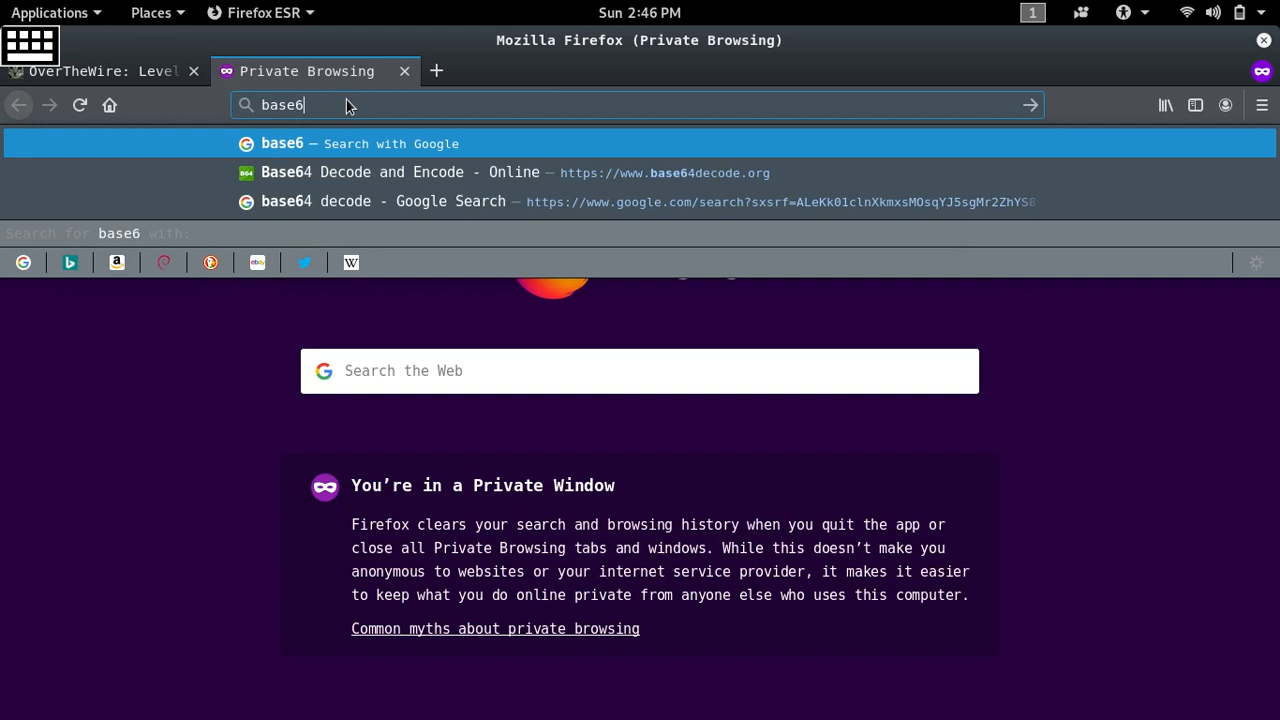 Applications Places Firefox ESR Sun 2:46 PM 1
Mozilla Firefox (Private Browsing)
OverTheWire: Level Private Browsing
base6
base6 — Search with Google
B64 Base64 Decode and Encode - Online — https://www.base64decode.org
base64 decode - Google Search — https://www.google.com/search?sxsrf=ALeKk01clnXkmxsMOsqYJ5sgMr2ZhYS8
Search for base6 with:
Search the Web
You’re in a Private Window
Firefox clears your search and browsing history when you quit the app or
close all Private Browsing tabs and windows. While this doesn’t make you
anonymous to websites or your internet service provider, it makes it easier
to keep what you do online private from anyone else who uses this computer.
Common myths about private browsing